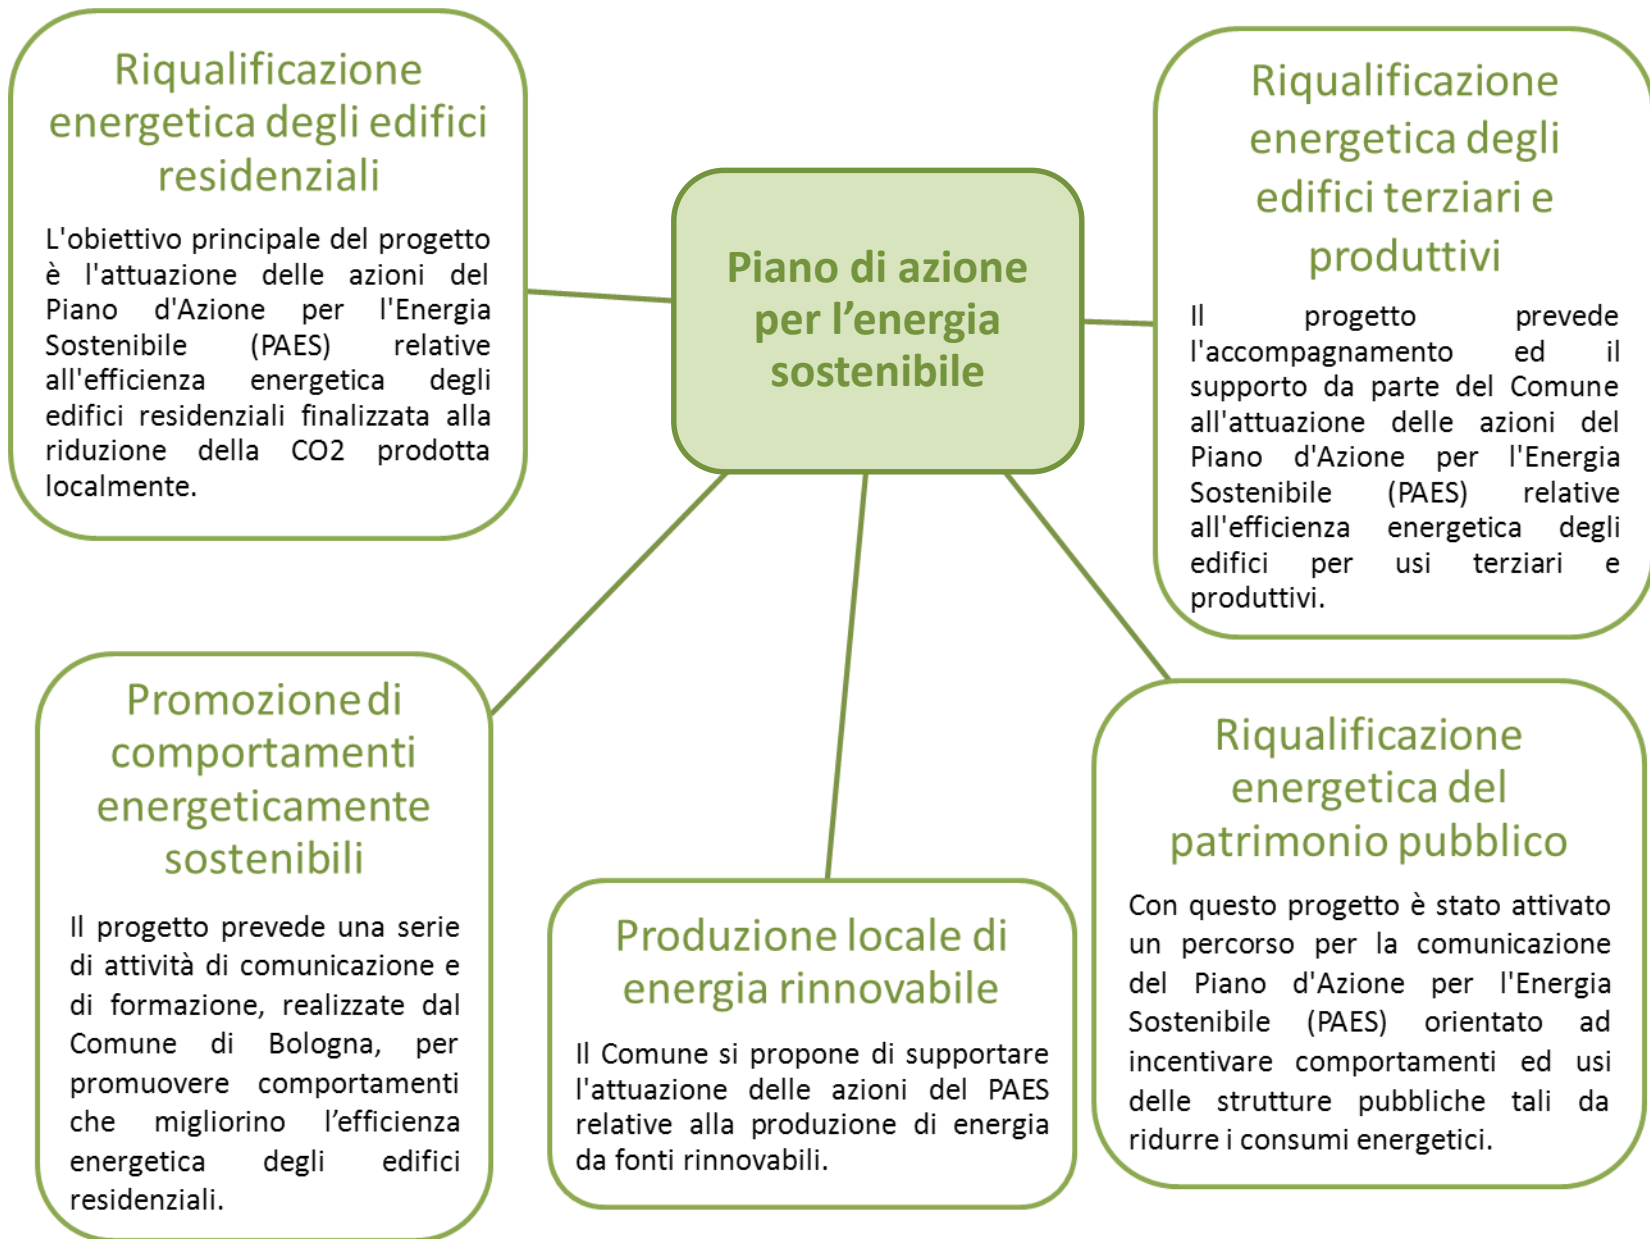 Riqualificazione
energetica degli edifici
residenziali
L'obiettivo principale del progetto
è l'attuazione delle azioni del
Piano d'Azione per l'Energia
Sostenibile (PAES) relative
all'efficienza energetica degli
edifici residenziali finalizzata alla
riduzione della CO2 prodotta
localmente.
Piano di azione
per l’energia
sostenibile
Riqualificazione
energetica degli
edifici terziari e
produttivi
Il progetto prevede
l'accompagnamento ed il
supporto da parte del Comune
all'attuazione delle azioni del
Piano d'Azione per l'Energia
Sostenibile (PAES) relative
all'efficienza energetica degli
edifici per usi terziari e
produttivi.
Promozione di
comportamenti
energeticamente
sostenibili
Il progetto prevede una serie
di attività di comunicazione e
di formazione, realizzate dal
Comune di Bologna, per
promuovere comportamenti
che migliorino l’efficienza
energetica degli edifici
residenziali.
Produzione locale di
energia rinnovabile
Il Comune si propone di supportare
l'attuazione delle azioni del PAES
relative alla produzione di energia
da fonti rinnovabili.
Riqualificazione
energetica del
patrimonio pubblico
Con questo progetto è stato attivato
un percorso per la comunicazione
del Piano d'Azione per l'Energia
Sostenibile (PAES) orientato ad
incentivare comportamenti ed usi
delle strutture pubbliche tali da
ridurre i consumi energetici.